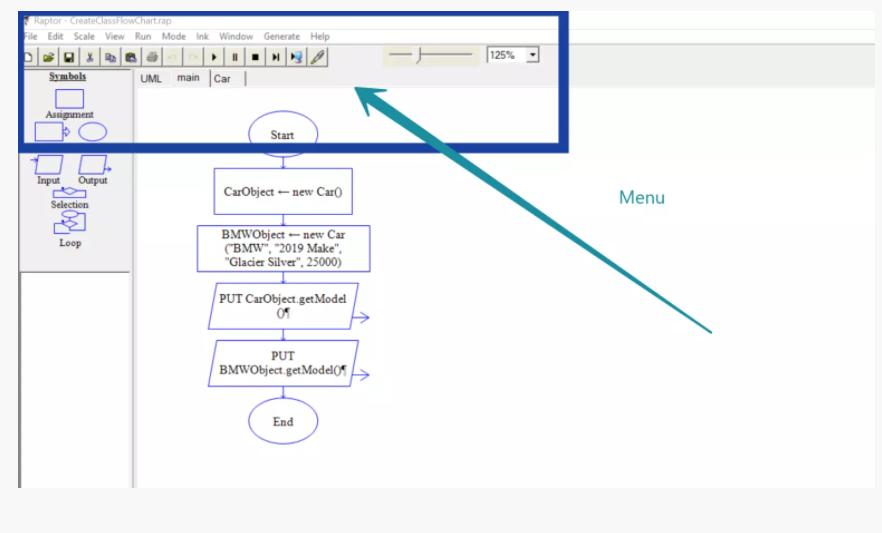 Raptor - CreateClassFlowChart.rap
File Edit Scale View Run Mode Ink Window Generate Help
125%
Symbols
UML main Car
Assignment
Input Output
Selection
Loop
Start
CarObject ← new Car()
BMWObject ← new Car
("BMW", "2019 Make",
"Glacier Silver", 25000)
PUT CarObject.getModel
()¶
PUT
BMWObject.getModel()¶
End
Menu